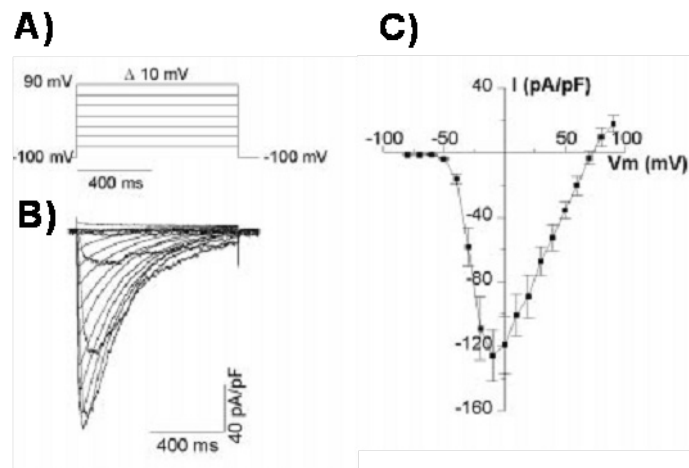 A)
90 mV
Δ 10 mV
-100 mV
-100 mV
400 ms
B)
40 pA/pF
400 ms
C)
I (pA/pF)
40
-100
-50
50
100
Vm (mV)
-40
-80
-120
-160